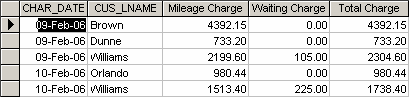 CHAR_DATE CUS_LNAME Mileage Charge Waiting Charge Total Charge
09-Feb-06 Brown 4392.15 0.00 4392.15
09-Feb-06 Dunne 733.20 0.00 733.20
09-Feb-06 Williams 2199.60 105.00 2304.60
10-Feb-06 Orlando 980.44 0.00 980.44
10-Feb-06 Williams 1513.40 225.00 1738.40